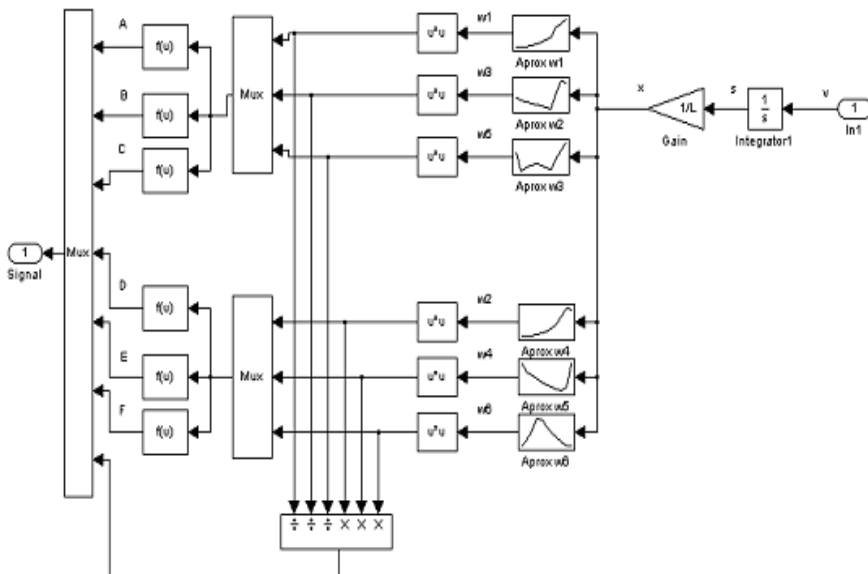 A
f(u)
B
f(u)
C
f(u)
Mux
u*u
w1
Aprox w1
u*u
w3
Aprox w2
u*u
w5
Aprox w3
x
1/L
Gain
s
1
s
Integrator1
v
1
In1
1
Signal
Mux
D
f(u)
E
f(u)
F
f(u)
Mux
u*u
w2
Aprox w4
u*u
w4
Aprox w5
u*u
w6
Aprox w6
÷ ÷ ÷ × × ×